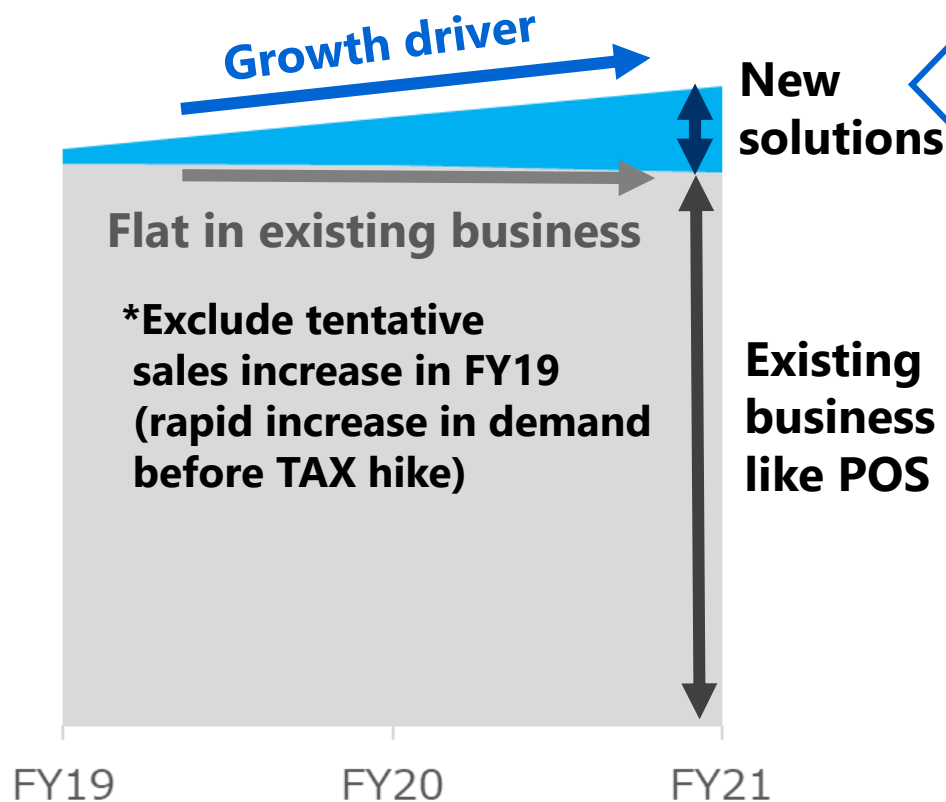 Growth driver
New
solutions
Flat in existing business
*Exclude tentative
sales increase in FY19
(rapid increase in demand
before TAX hike)
Existing
business
like POS
FY19
FY20
FY21